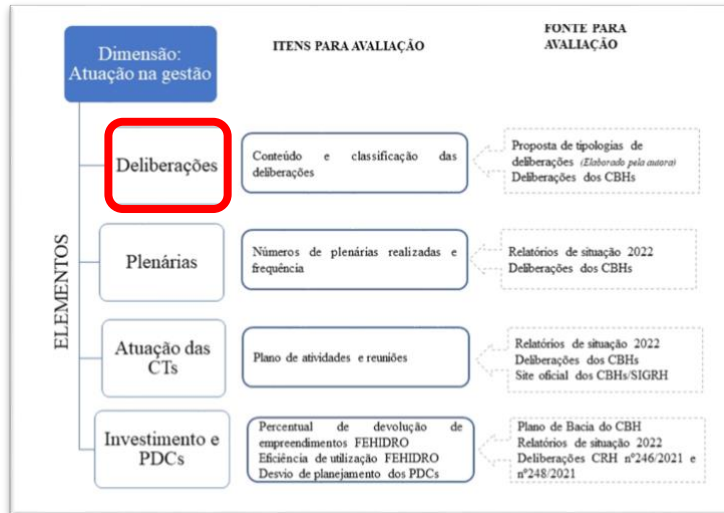 Dimensão:
Atuação na gestão
ITENS PARA AVALIAÇÃO
FONTE PARA
AVALIAÇÃO
ELEMENTOS
Deliberações
Conteúdo e classificação das
deliberações
Proposta de tipologias de
deliberações (Elaborado pela autora)
Deliberações dos CBHs
Plenárias
Números de plenárias realizadas e
frequência
Relatórios de situação 2022
Deliberações dos CBHs
Atuação das
CTs
Plano de atividades e reuniões
Relatórios de situação 2022
Deliberações dos CBHs
Site oficial dos CBHs/SIGRH
Investimento e
PDCs
Percentual de devolução de
empreendimentos FEHIDRO
Eficiência de utilização FEHIDRO
Desvio de planejamento dos PDCs
Plano de Bacia do CBH
Relatórios de situação 2022
Deliberações CRH nº246/2021 e
nº248/2021